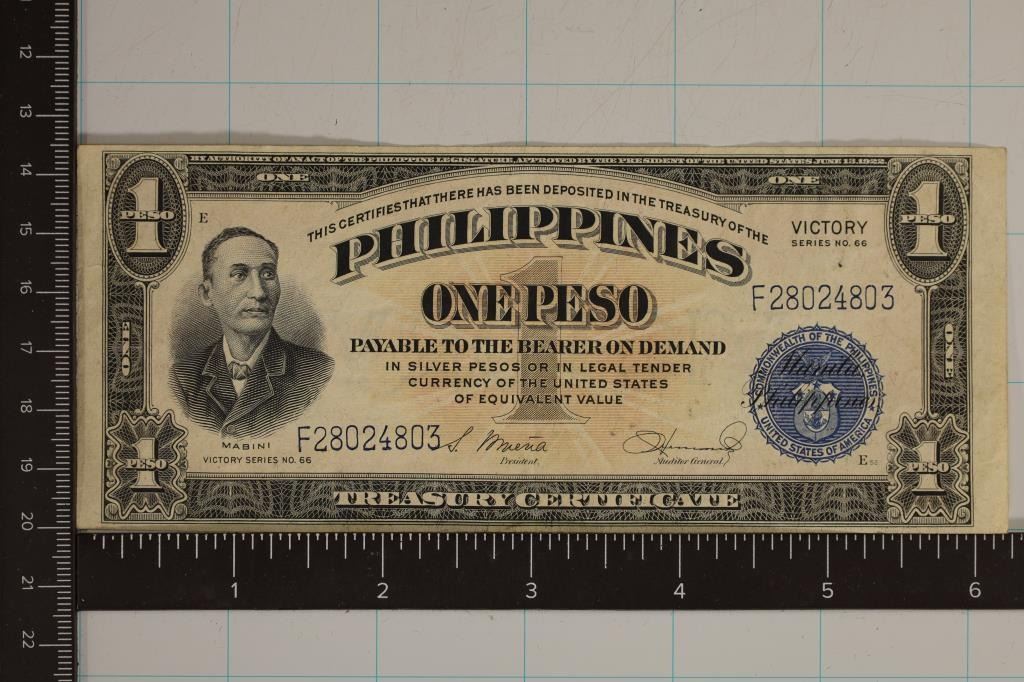 BY AUTHORITY OF AN ACT OF THE PHILIPPINE LEGISLATURE, APPROVED BY THE PRESIDENT OF THE UNITED STATES, JUNE 13, 1922
ONE ONE
1 PESO 1 PESO
E
THIS CERTIFIES THAT THERE HAS BEEN DEPOSITED IN THE TREASURY OF THE
VICTORY
SERIES NO. 66
PHILIPPINES
1
ONE PESO
F28024803
PAYABLE TO THE BEARER ON DEMAND
IN SILVER PESOS OR IN LEGAL TENDER
CURRENCY OF THE UNITED STATES
OF EQUIVALENT VALUE
ONE ONE
COMMONWEALTH OF THE PHILIPPINES
Manila
Philippines
UNITED STATES OF AMERICA
MABINI
F28024803
VICTORY SERIES NO. 66
S. Osmeña
President.
Auditor General.
E
1 PESO 1 PESO
TREASURY CERTIFICATE
12
13
14
15
16
17
18
19
20
21
22
1 2 3 4 5 6